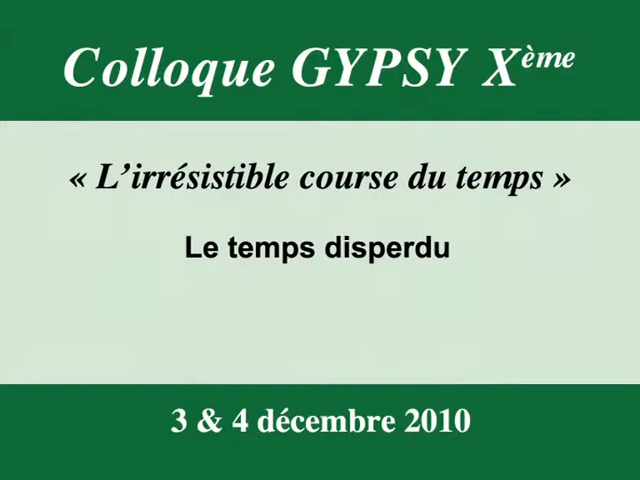 Colloque GYPSY Xème
« L’irrésistible course du temps »
Le temps disperdu
3 & 4 décembre 2010